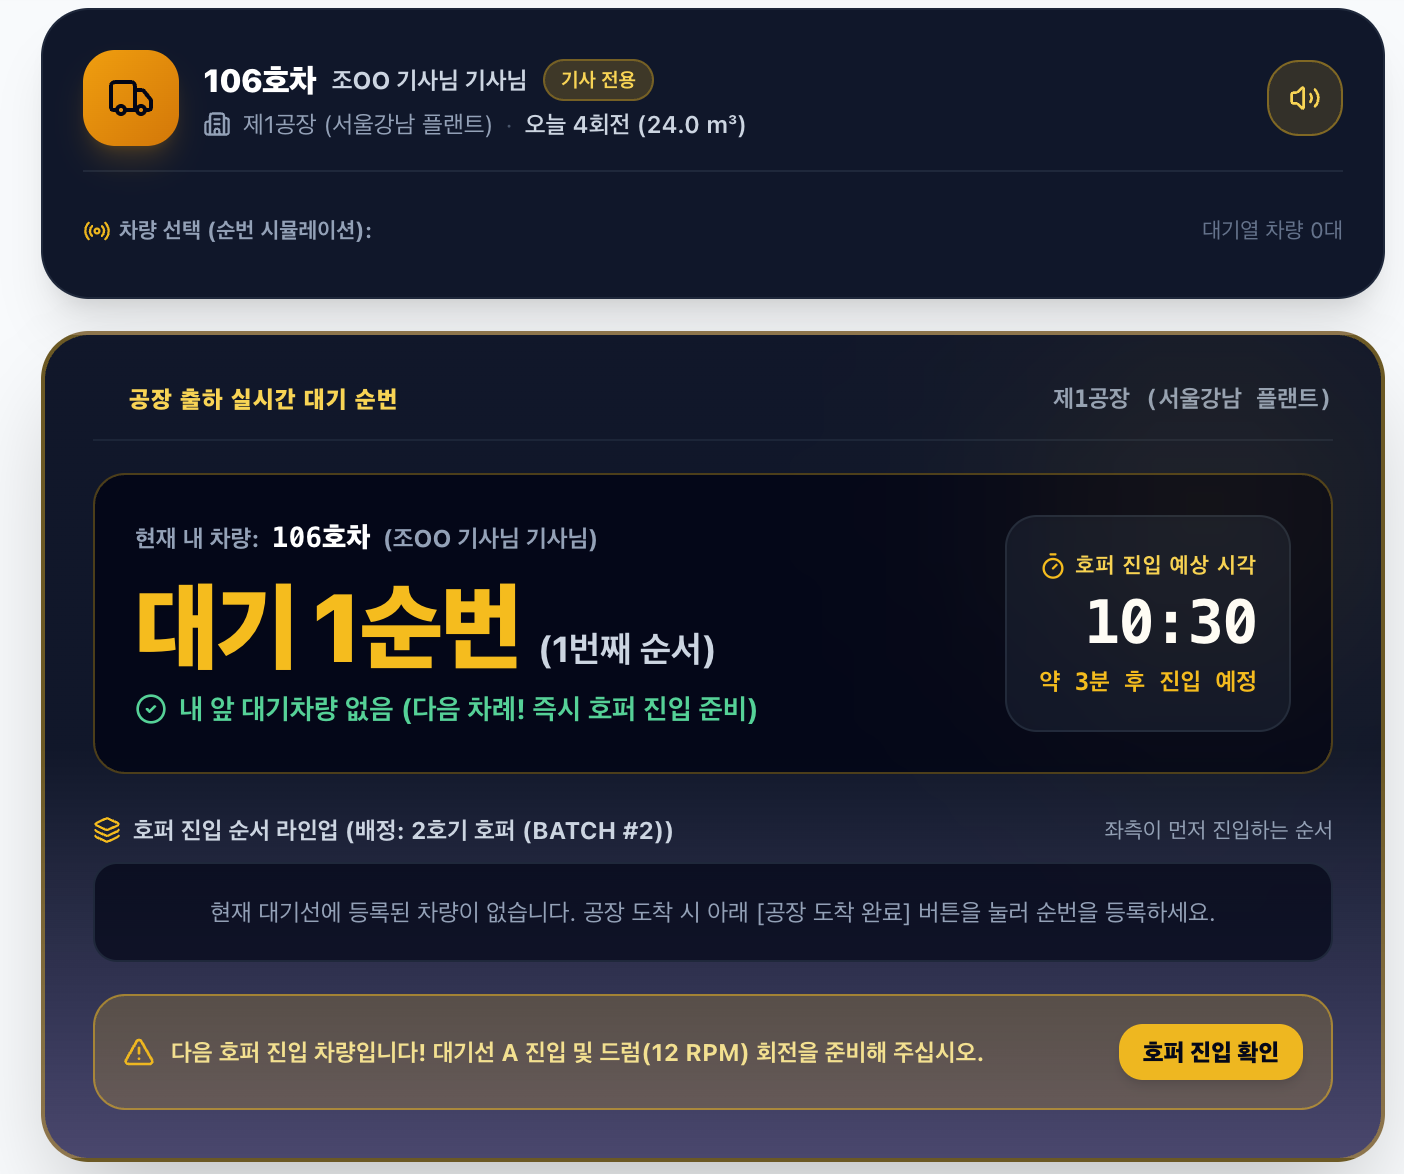 106호차 조OO 기사님 기사님 기사 전용
제1공장 (서울강남 플랜트) · 오늘 4회전 (24.0 m³)
차량 선택 (순번 시뮬레이션): 대기열 차량 0대
공장 출하 실시간 대기 순번 제1공장 (서울강남 플랜트)
현재 내 차량: 106호차 (조OO 기사님 기사님)
대기 1순번 (1번째 순서)
내 앞 대기차량 없음 (다음 차례! 즉시 호퍼 진입 준비)
호퍼 진입 예상 시각
10:30
약 3분 후 진입 예정
호퍼 진입 순서 라인업 (배정: 2호기 호퍼 (BATCH #2)) 좌측이 먼저 진입하는 순서
현재 대기선에 등록된 차량이 없습니다. 공장 도착 시 아래 [공장 도착 완료] 버튼을 눌러 순번을 등록하세요.
다음 호퍼 진입 차량입니다! 대기선 A 진입 및 드럼(12 RPM) 회전을 준비해 주십시오. 호퍼 진입 확인